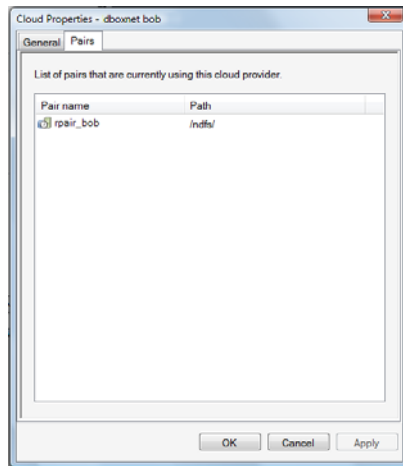 Cloud Properties - dboxnet bob
General Pairs
List of pairs that are currently using this cloud provider.
Pair name Path
rpair_bob /ndfs/
OK Cancel Apply